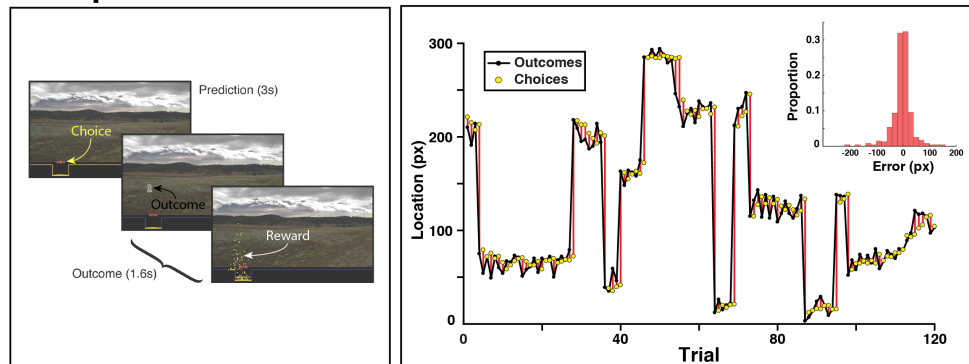 Prediction (3s)
Choice
Outcome
Reward
Outcome (1.6s)
300
200
100
0
Location (px)
0
40
80
120
Trial
Outcomes
Choices
0.3
0.2
0.1
0
Proportion
-200
-100
0
100
200
Error (px)